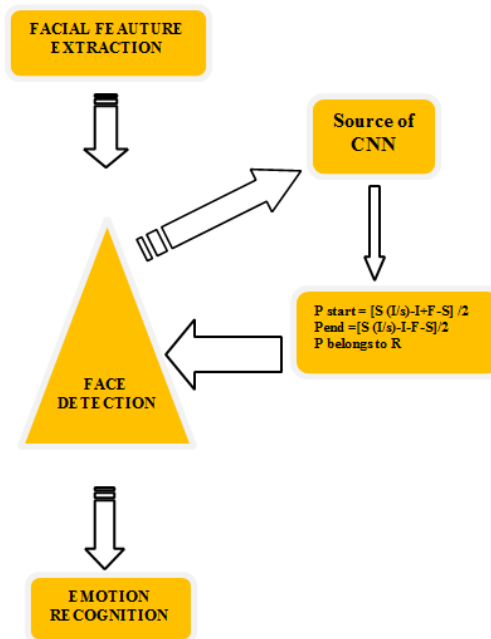 FACIAL FEAUTURE
EXTRACTION
Source of
CNN
P start = [S (I/s)-I+F-S] /2
Pend =[S (I/s)-I-F-S]/2
P belongs to R
FACE
DETECTION
EMOTION
RECOGNITION